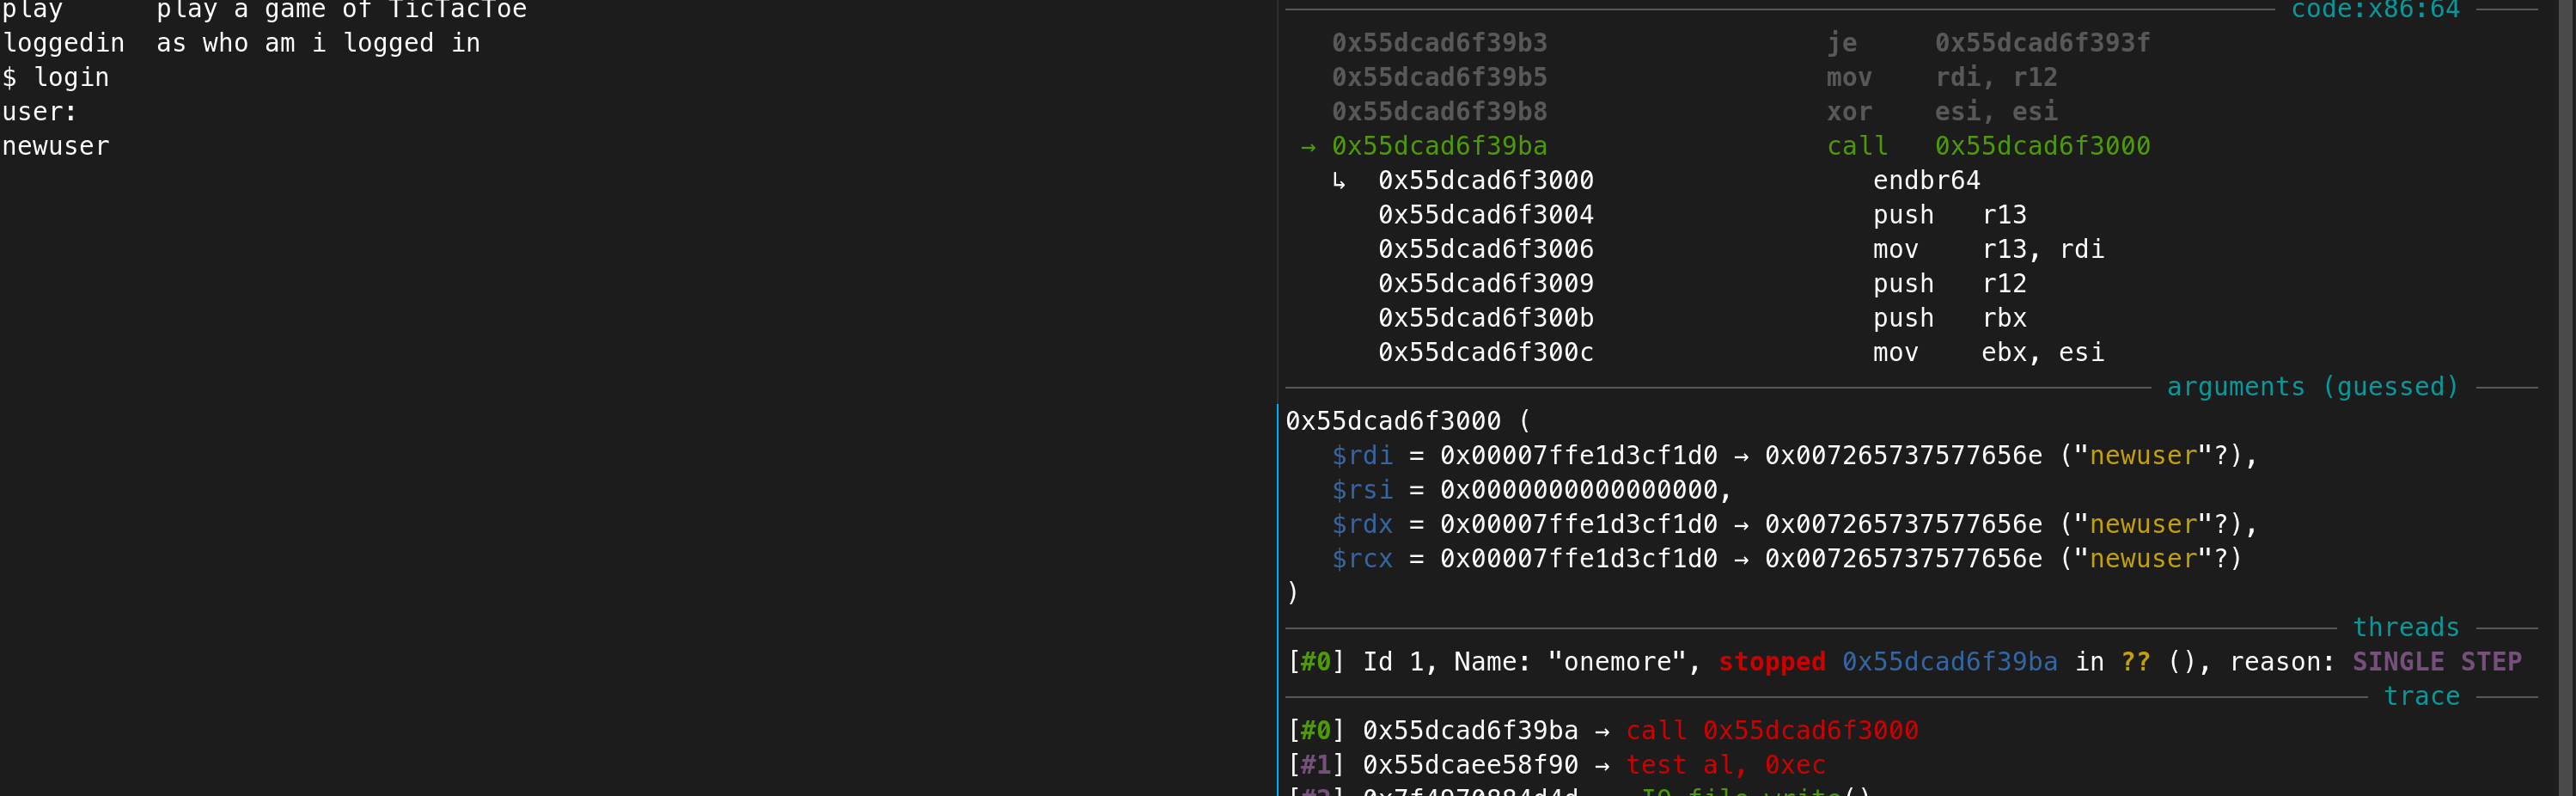 play      play a game of TicTacToe
loggedin  as who am i logged in
$ login
user:
newuser
code:x86:64
0x55dcad6f39b3 je 0x55dcad6f393f
0x55dcad6f39b5 mov rdi, r12
0x55dcad6f39b8 xor esi, esi
→ 0x55dcad6f39ba call 0x55dcad6f3000
↳ 0x55dcad6f3000 endbr64
0x55dcad6f3004 push r13
0x55dcad6f3006 mov r13, rdi
0x55dcad6f3009 push r12
0x55dcad6f300b push rbx
0x55dcad6f300c mov ebx, esi
arguments (guessed)
0x55dcad6f3000 (
$rdi = 0x00007ffe1d3cf1d0 → 0x007265737577656e ("newuser"?),
$rsi = 0x0000000000000000,
$rdx = 0x00007ffe1d3cf1d0 → 0x007265737577656e ("newuser"?),
$rcx = 0x00007ffe1d3cf1d0 → 0x007265737577656e ("newuser"?)
)
threads
[#0] Id 1, Name: "onemore", stopped 0x55dcad6f39ba in ?? (), reason: SINGLE STEP
trace
[#0] 0x55dcad6f39ba → call 0x55dcad6f3000
[#1] 0x55dcaee58f90 → test al, 0xec